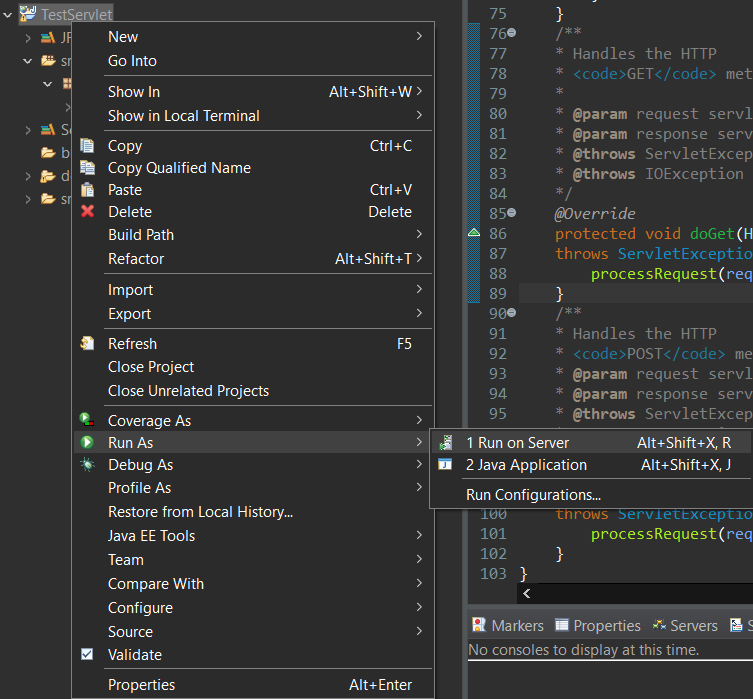 TestServlet
New
Go Into
Show In Alt+Shift+W
Show in Local Terminal
Copy Ctrl+C
Copy Qualified Name
Paste Ctrl+V
Delete Delete
Build Path
Refactor Alt+Shift+T
Import
Export
Refresh F5
Close Project
Close Unrelated Projects
Coverage As
Run As
Debug As
Profile As
Restore from Local History...
Java EE Tools
Team
Compare With
Configure
Source
Validate
Properties Alt+Enter
1 Run on Server Alt+Shift+X, R
2 Java Application Alt+Shift+X, J
Run Configurations...
75 }
76 /**
77 * Handles the HTTP
78 * <code>GET</code> met
79 *
80 * @param request servl
81 * @param response serv
82 * @throws ServletExcep
83 * @throws IOException
84 */
85 @Override
86 protected void doGet(H
87 throws ServletExceptio
88 processRequest(req
89 }
90 /**
91 * Handles the HTTP
92 * <code>POST</code> me
93 * @param request servl
94 * @param response serv
95 * @throws ServletExcep
100 throws ServletExceptio
101 processRequest(req
102 }
103 }
Markers Properties Servers
No consoles to display at this time.